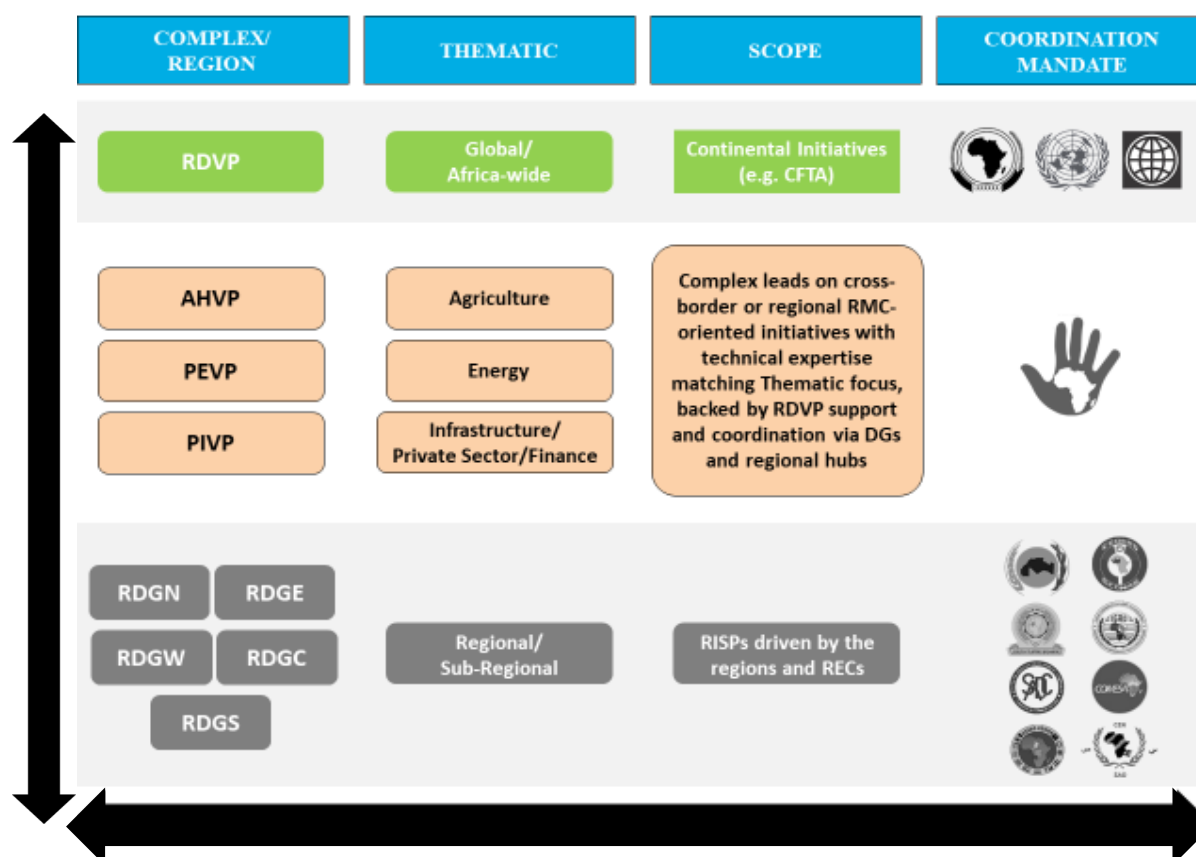 COMPLEX/
REGION
THEMATIC
SCOPE
COORDINATION
MANDATE
RDVP
Global/
Africa-wide
Continental Initiatives
(e.g. CFTA)
AHVP
Agriculture
PEVP
Energy
PIVP
Infrastructure/
Private Sector/Finance
Complex leads on cross-
border or regional RMC-
oriented initiatives with
technical expertise
matching Thematic focus,
backed by RDVP support
and coordination via DGs
and regional hubs
RDGN
RDGE
RDGW
RDGC
RDGS
Regional/
Sub-Regional
RISPs driven by the
regions and RECs
SADC
COMESA
CEN
SAD